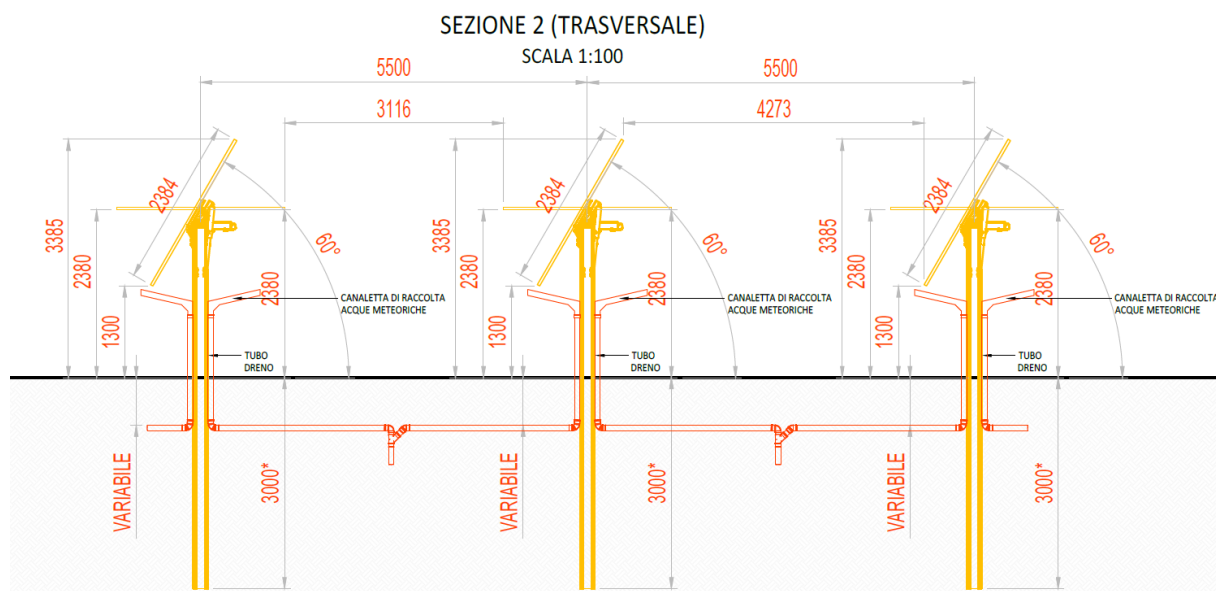 SEZIONE 2 (TRASVERSALE)
SCALA 1:100
5500
5500
3116
4273
2384
3385
2380
1300
60°
2380
CANALETTA DI RACCOLTA
ACQUE METEORICHE
TUBO
DRENO
VARIABILE
3000*
2384
3385
2380
1300
60°
2380
CANALETTA DI RACCOLTA
ACQUE METEORICHE
TUBO
DRENO
VARIABILE
3000*
2384
3385
2380
1300
60°
2380
CANALETTA DI RACCOLTA
ACQUE METEORICHE
TUBO
DRENO
VARIABILE
3000*